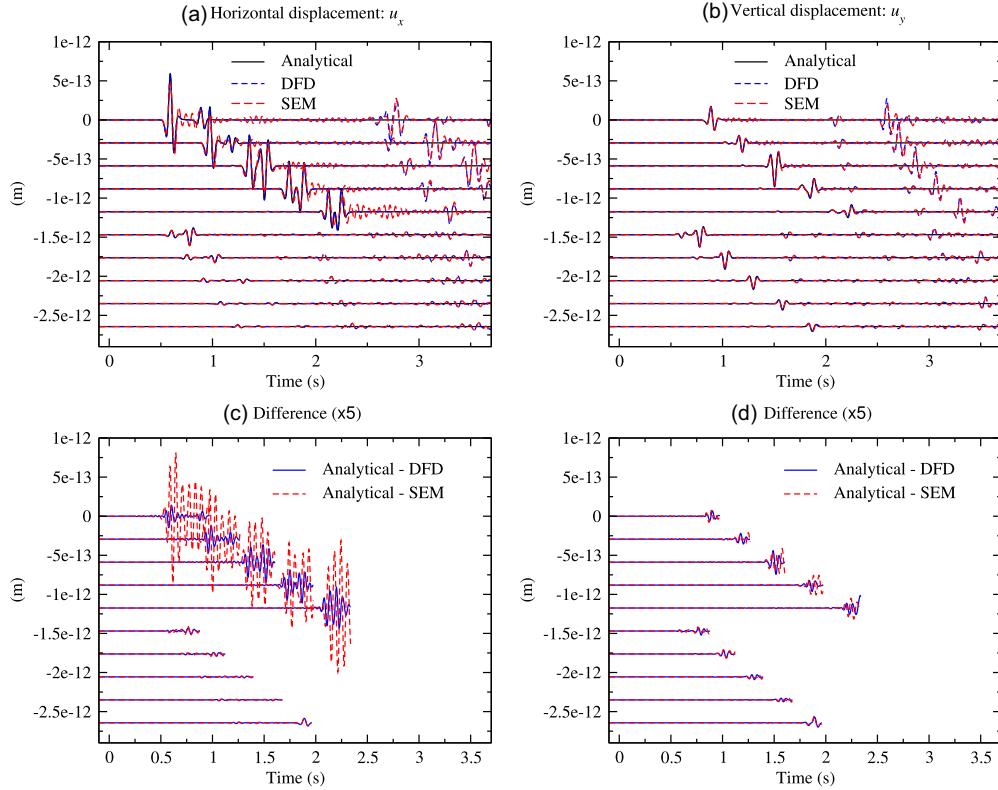 (a) Horizontal displacement: u_x
1e-12
5e-13
0
-5e-13
-1e-12
-1.5e-12
-2e-12
-2.5e-12
(m)
Analytical
DFD
SEM
0 1 2 3
Time (s)
(b) Vertical displacement: u_y
1e-12
5e-13
0
-5e-13
-1e-12
-1.5e-12
-2e-12
-2.5e-12
(m)
Analytical
DFD
SEM
0 1 2 3
Time (s)
(c) Difference (x5)
1e-12
5e-13
0
-5e-13
-1e-12
-1.5e-12
-2e-12
-2.5e-12
(m)
Analytical - DFD
Analytical - SEM
0 0.5 1 1.5 2 2.5 3 3.5
Time (s)
(d) Difference (x5)
1e-12
5e-13
0
-5e-13
-1e-12
-1.5e-12
-2e-12
-2.5e-12
(m)
Analytical - DFD
Analytical - SEM
0 0.5 1 1.5 2 2.5 3 3.5
Time (s)